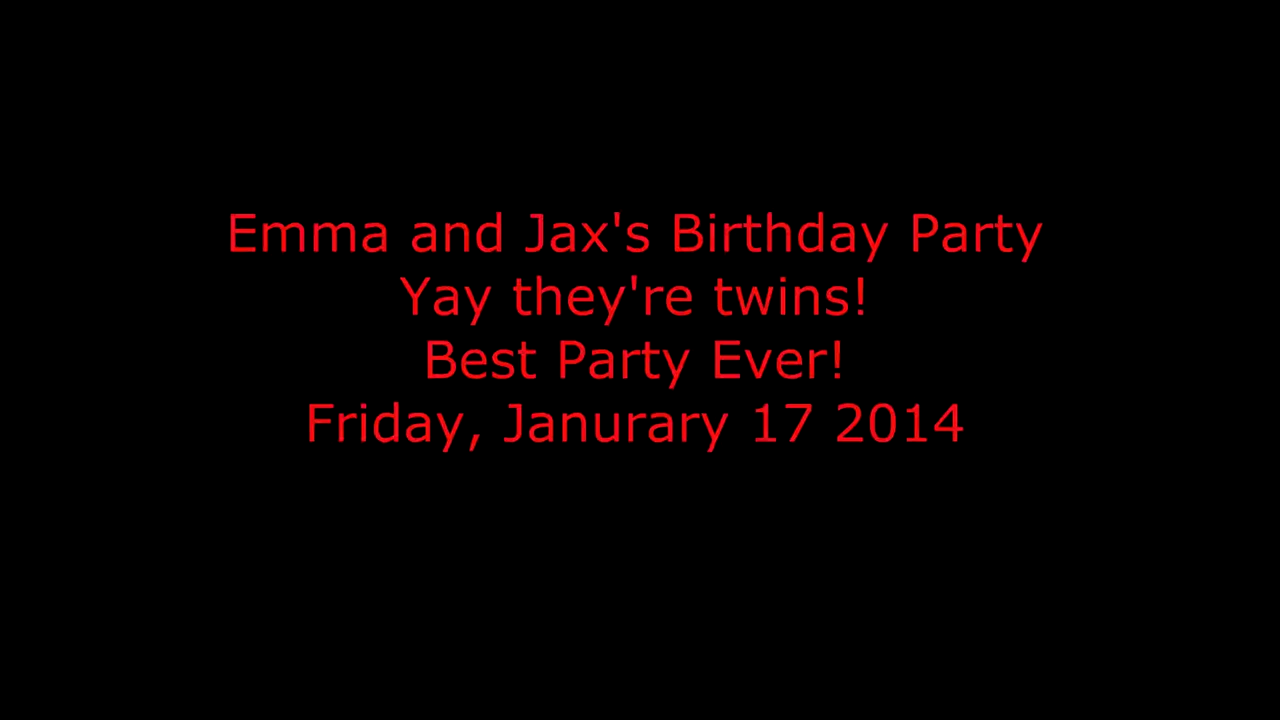 Emma and Jax's Birthday Party
Yay they're twins!
Best Party Ever!
Friday, Janurary 17 2014